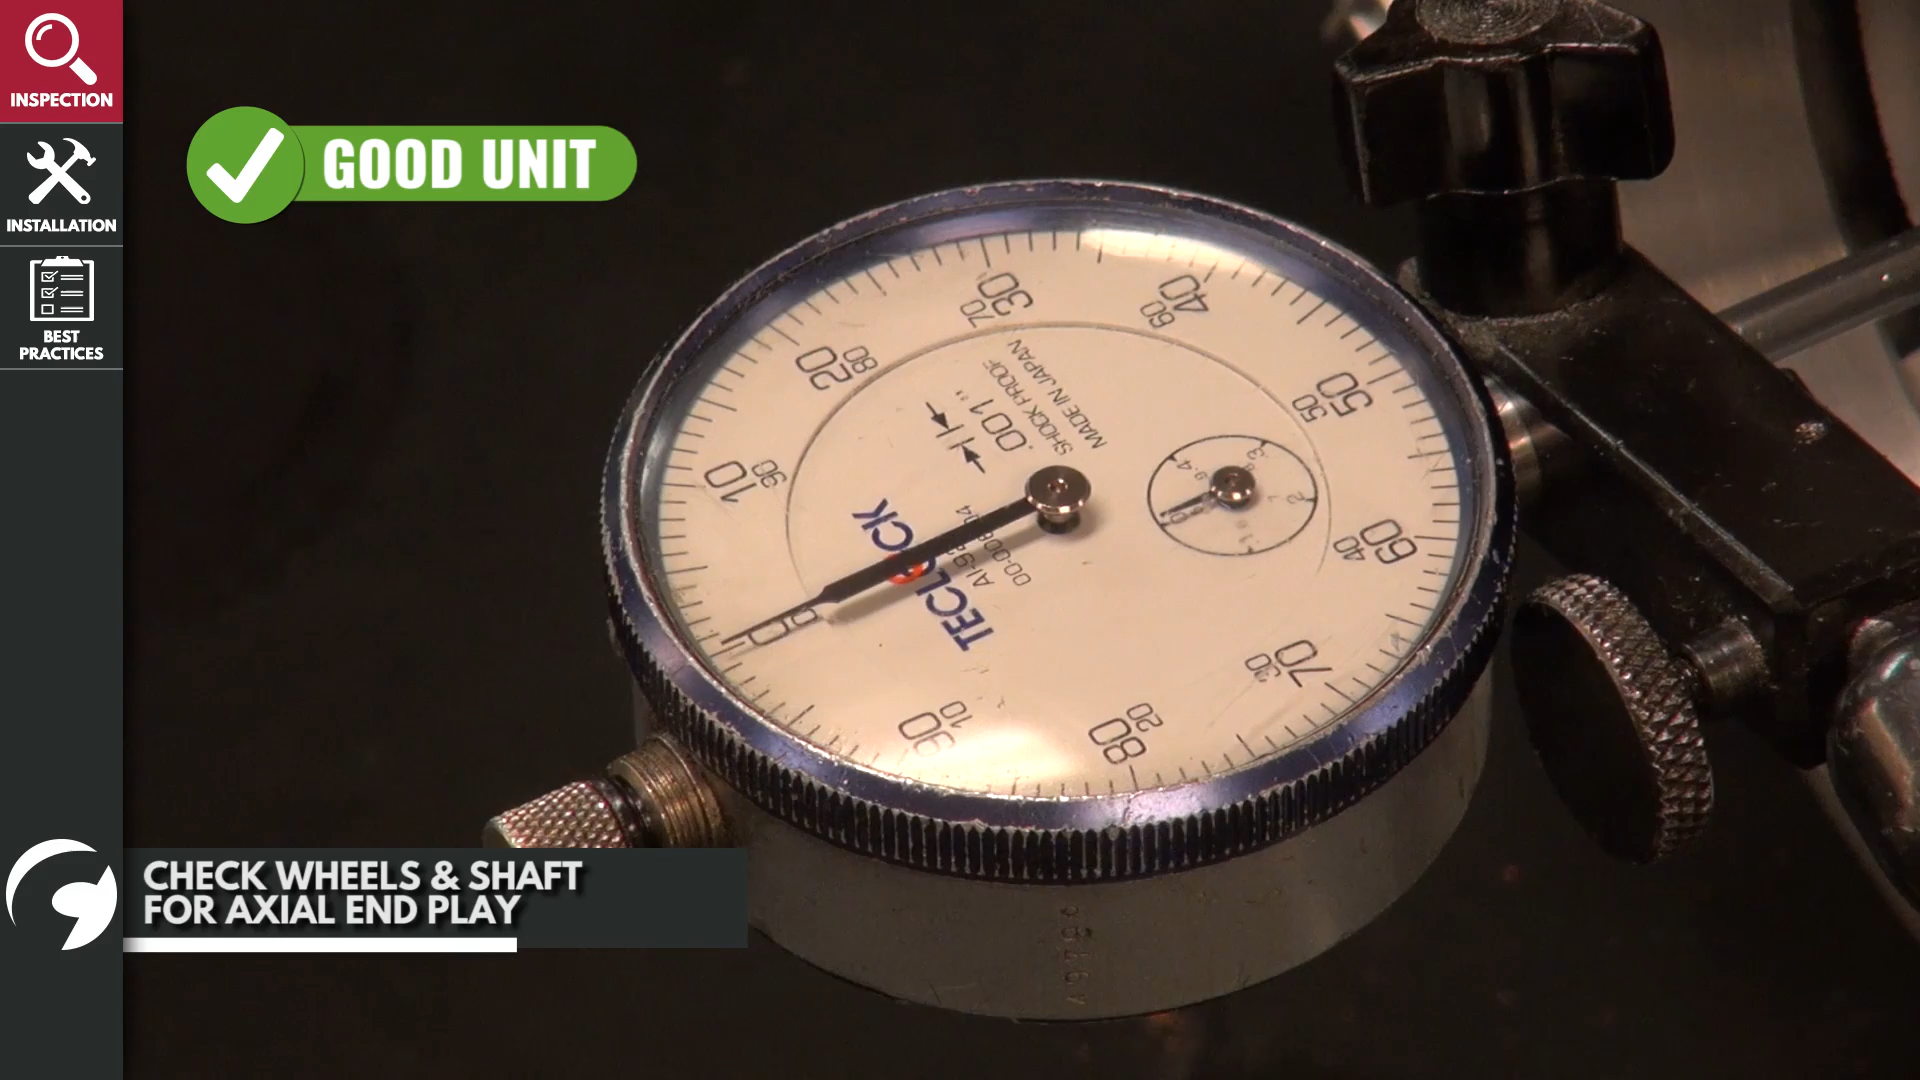 INSPECTION
INSTALLATION
BEST
PRACTICES
GOOD UNIT
CHECK WHEELS & SHAFT
FOR AXIAL END PLAY
0
10
90
20
80
30
70
40
60
50
50
60
40
70
30
80
20
90
10
.001"
SHOCK PROOF
MADE IN JAPAN
TECLOCK